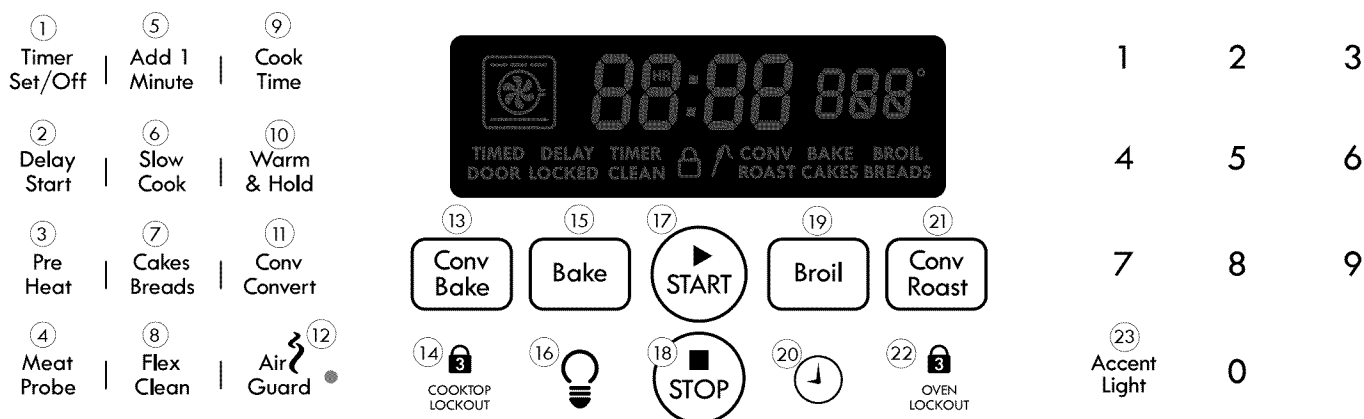 1
Timer
Set/Off
5
Add 1
Minute
9
Cook
Time
2
Delay
Start
6
Slow
Cook
10
Warm
& Hold
3
Pre
Heat
7
Cakes
Breads
11
Conv
Convert
4
Meat
Probe
8
Flex
Clean
12
Air
Guard
88:88 888°
HR
TIMED DELAY TIMER CONV BAKE BROIL
DOOR LOCKED CLEAN ROAST CAKES BREADS
13
Conv
Bake
15
Bake
17
START
19
Broil
21
Conv
Roast
14
3
COOKTOP
LOCKOUT
16
18
STOP
20
22
3
OVEN
LOCKOUT
1 2 3
4 5 6
7 8 9
23
Accent
Light
0